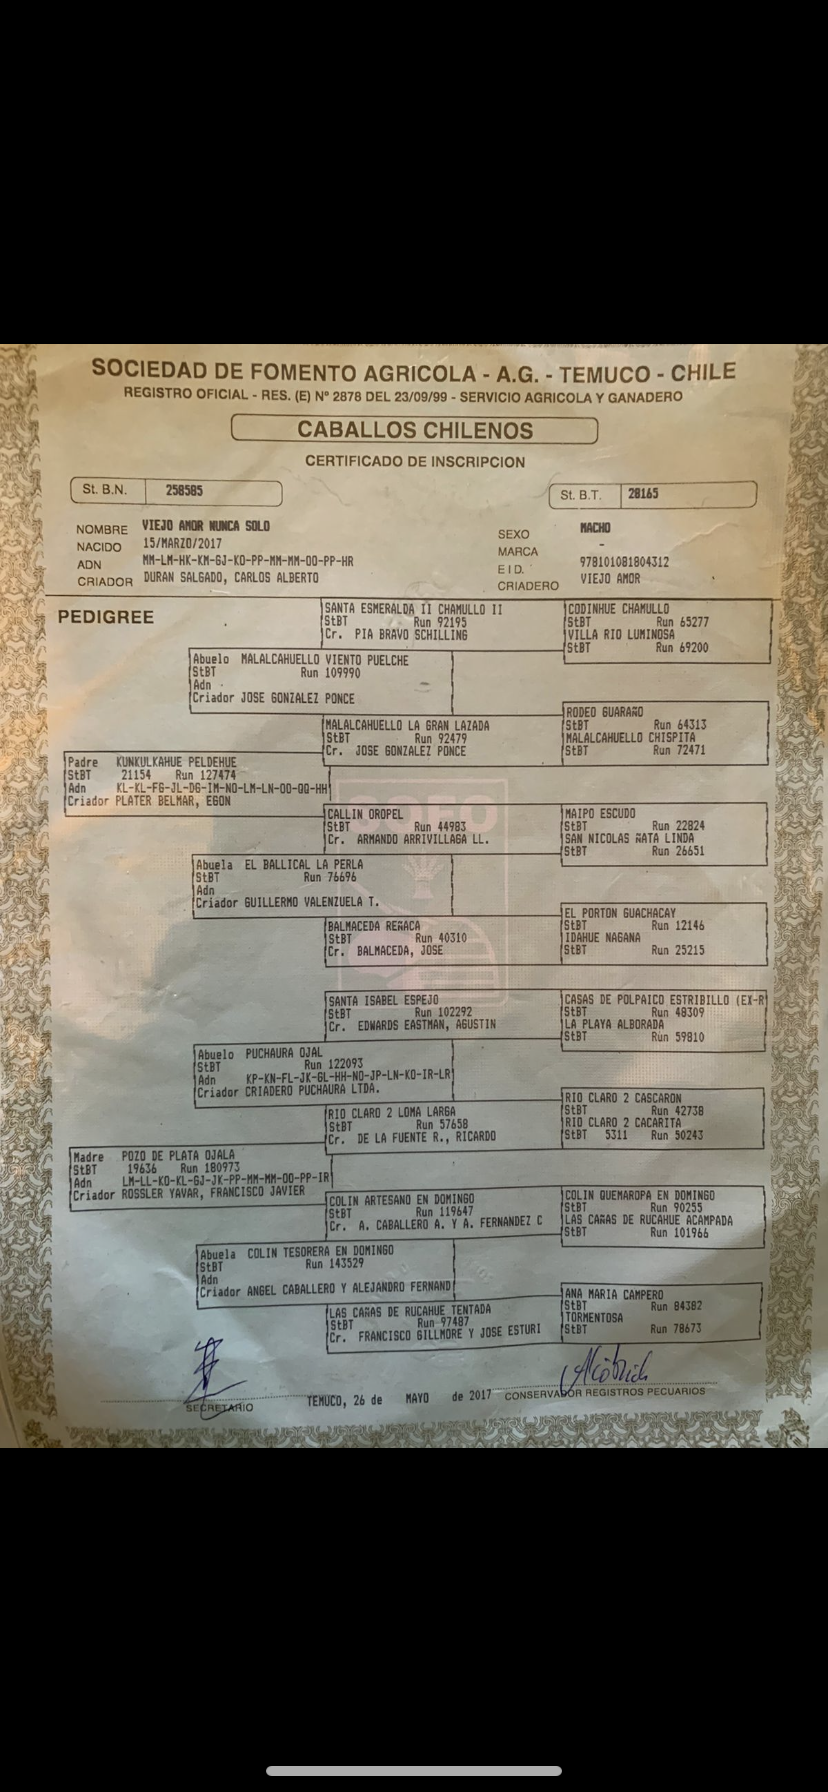 SOCIEDAD DE FOMENTO AGRICOLA - A.G. - TEMUCO - CHILE
REGISTRO OFICIAL - RES. (E) Nº 2878 DEL 23/09/99 - SERVICIO AGRICOLA Y GANADERO
CABALLOS CHILENOS
CERTIFICADO DE INSCRIPCION
St. B.N. 258585
St. B.T. 28165
NOMBRE VIEJO AMOR NUNCA SOLO
NACIDO 15/MARZO/2017
ADN MM-LM-HK-KM-GJ-KO-PP-MM-MM-OO-PP-HR
CRIADOR DURAN SALGADO, CARLOS ALBERTO
SEXO MACHO
MARCA -
EID. 978101081804312
CRIADERO VIEJO AMOR
PEDIGREE
SANTA ESMERALDA II CHAMULLO II
StBT Run 92195
Cr. PIA BRAVO SCHILLING
CODINHUE CHAMULLO
StBT Run 65277
VILLA RIO LUMINOSA
StBT Run 69200
Abuelo MALALCAHUELLO VIENTO PUELCHE
StBT Run 109990
Adn
Criador JOSE GONZALEZ PONCE
MALALCAHUELLO LA GRAN LAZADA
StBT Run 92479
Cr. JOSE GONZALEZ PONCE
RODEO GUARAÑO
StBT Run 64313
MALALCAHUELLO CHISPITA
StBT Run 72471
Padre KUNKULKAHUE PELDEHUE
StBT 21154 Run 127474
Adn KL-KL-FG-JL-DG-IM-NO-LM-LN-OO-QQ-HH
Criador PLATER BELMAR, EGON
CALLIN OROPEL
StBT Run 44983
Cr. ARMANDO ARRIVILLAGA LL.
MAIPO ESCUDO
StBT Run 22824
SAN NICOLAS ÑATA LINDA
StBT Run 26651
SOFO
Abuela EL BALLICAL LA PERLA
StBT Run 76696
Adn
Criador GUILLERMO VALENZUELA T.
BALMACEDA REÑACA
StBT Run 40310
Cr. BALMACEDA, JOSE
EL PORTON GUACHACAY
StBT Run 12146
IDAHUE NAGANA
StBT Run 25215
SANTA ISABEL ESPEJO
StBT Run 102292
Cr. EDWARDS EASTMAN, AGUSTIN
CASAS DE POLPAICO ESTRIBILLO (EX-R
StBT Run 48309
LA PLAYA ALBORADA
StBT Run 59810
Abuelo PUCHAURA OJAL
StBT Run 122093
Adn KP-KN-FL-JK-GL-HH-NO-JP-LN-KO-IR-LR
Criador CRIADERO PUCHAURA LTDA.
RIO CLARO 2 LOMA LARGA
StBT Run 57658
Cr. DE LA FUENTE R., RICARDO
RIO CLARO 2 CASCARON
StBT Run 42738
RIO CLARO 2 CACARITA
StBT 5311 Run 50243
Madre POZO DE PLATA OJALA
StBT 19636 Run 180973
Adn LM-LL-KO-KL-GJ-JK-PP-MM-MM-OO-PP-IR
Criador ROSSLER YAVAR, FRANCISCO JAVIER
COLIN ARTESANO EN DOMINGO
StBT Run 119647
Cr. A. CABALLERO A. Y A. FERNANDEZ C
COLIN QUEMAROPA EN DOMINGO
StBT Run 90255
LAS CAÑAS DE RUCAHUE ACAMPADA
StBT Run 101966
Abuela COLIN TESORERA EN DOMINGO
StBT Run 143529
Adn
Criador ANGEL CABALLERO Y ALEJANDRO FERNAND
LAS CAÑAS DE RUCAHUE TENTADA
StBT Run 97487
Cr. FRANCISCO GILLMORE Y JOSE ESTURI
ANA MARIA CAMPERO
StBT Run 84382
TORMENTOSA
StBT Run 78673
SECRETARIO
TEMUCO, 26 de MAYO de 2017
CONSERVADOR REGISTROS PECUARIOS